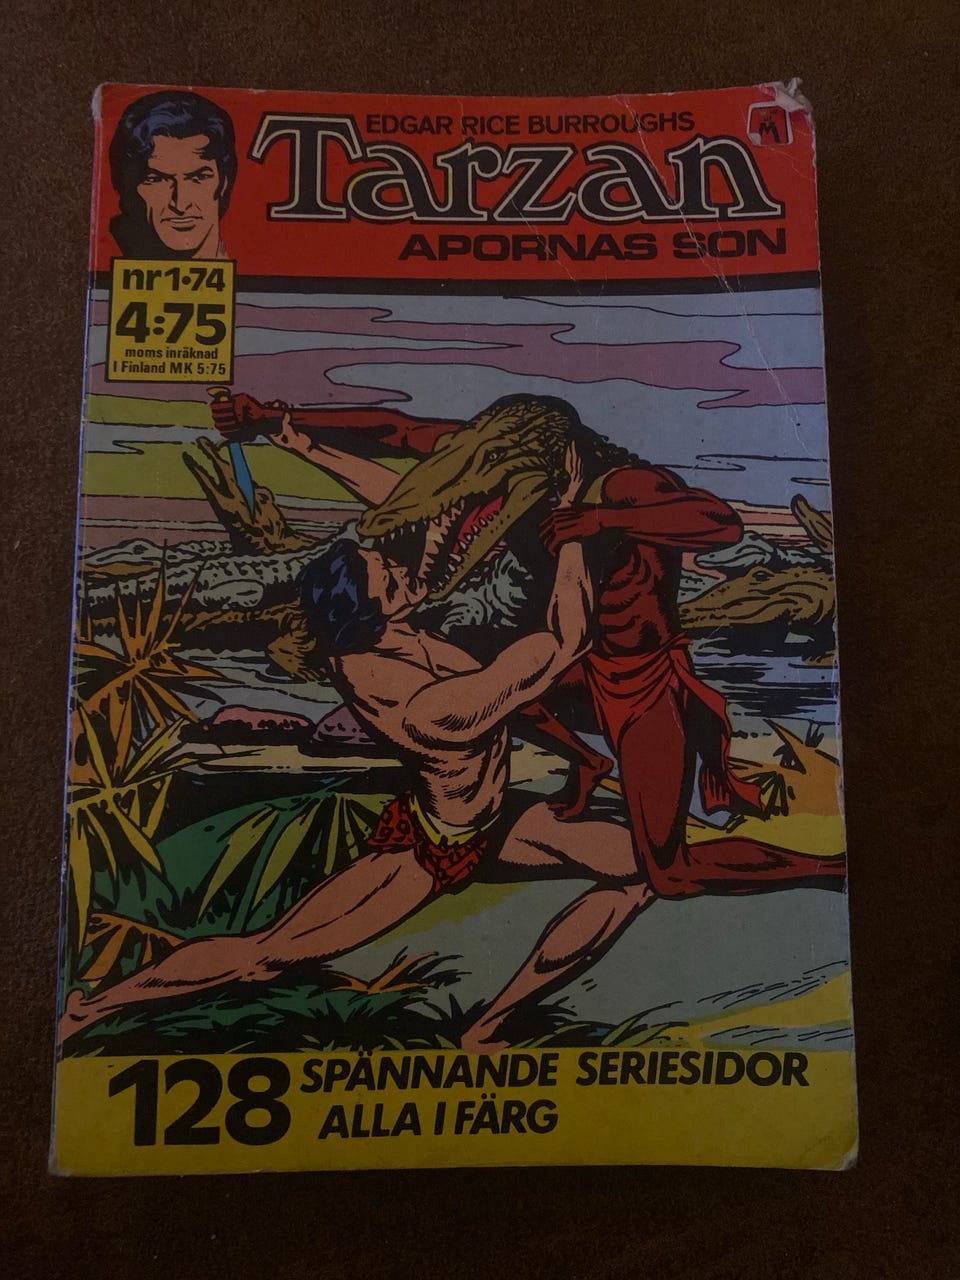 EDGAR RICE BURROUGHS
Tarzan
M
APORNAS SON
nr 1•74
4:75
moms inräknad
I Finland MK 5:75
128 SPÄNNANDE SERIESIDOR
ALLA I FÄRG